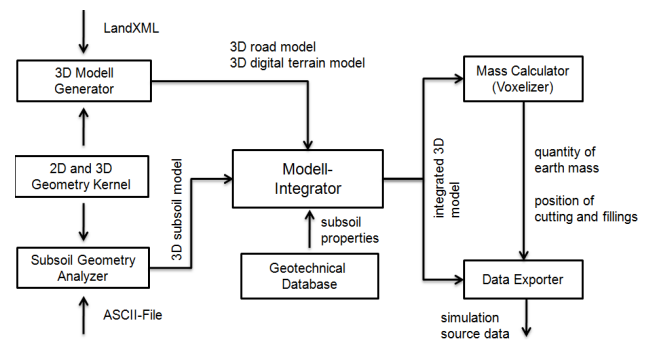 LandXML
3D Modell
Generator
3D road model
3D digital terrain model
Mass Calculator
(Voxelizer)
2D and 3D
Geometry Kernel
3D subsoil model
Modell-
Integrator
integrated 3D
model
quantity of
earth mass
position of
cutting and fillings
subsoil
properties
Subsoil Geometry
Analyzer
Geotechnical
Database
Data Exporter
ASCII-File
simulation
source data